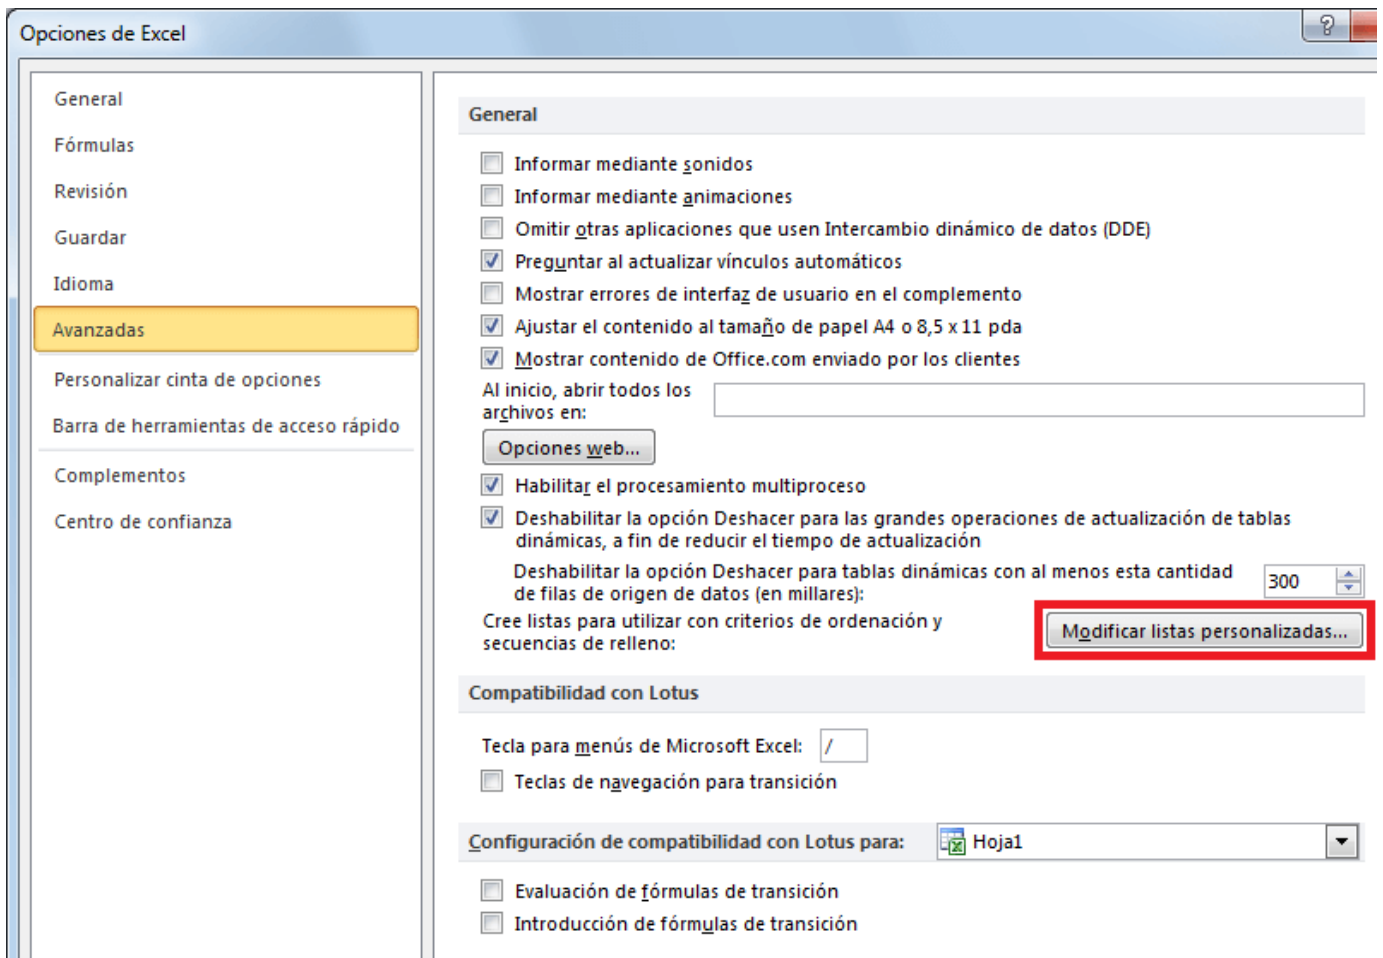 Opciones de Excel
General
Fórmulas
Revisión
Guardar
Idioma
Avanzadas
Personalizar cinta de opciones
Barra de herramientas de acceso rápido
Complementos
Centro de confianza
General
Informar mediante sonidos
Informar mediante animaciones
Omitir otras aplicaciones que usen Intercambio dinámico de datos (DDE)
Preguntar al actualizar vínculos automáticos
Mostrar errores de interfaz de usuario en el complemento
Ajustar el contenido al tamaño de papel A4 o 8,5 x 11 pda
Mostrar contenido de Office.com enviado por los clientes
Al inicio, abrir todos los
archivos en:
Opciones web...
Habilitar el procesamiento multiproceso
Deshabilitar la opción Deshacer para las grandes operaciones de actualización de tablas
dinámicas, a fin de reducir el tiempo de actualización
Deshabilitar la opción Deshacer para tablas dinámicas con al menos esta cantidad
de filas de origen de datos (en millares):
300
Cree listas para utilizar con criterios de ordenación y
secuencias de relleno:
Modificar listas personalizadas...
Compatibilidad con Lotus
Tecla para menús de Microsoft Excel: /
Teclas de navegación para transición
Configuración de compatibilidad con Lotus para: Hoja1
Evaluación de fórmulas de transición
Introducción de fórmulas de transición